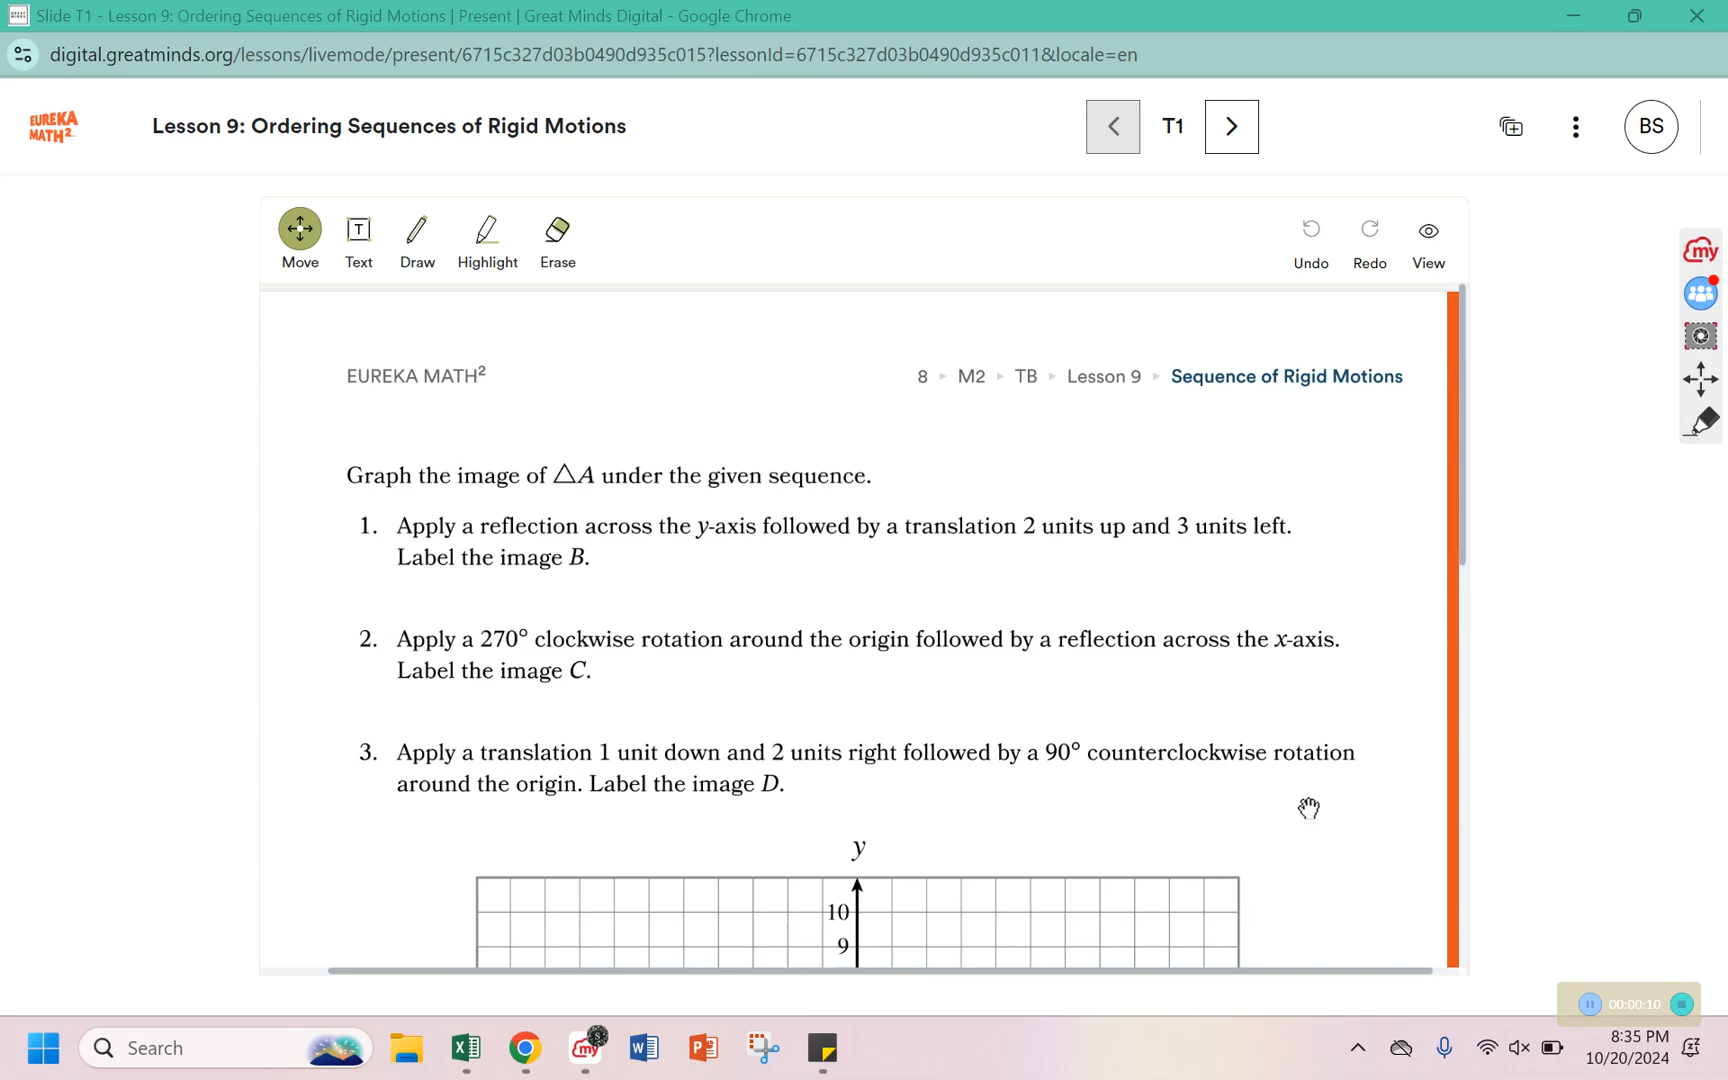 Slide T1 - Lesson 9: Ordering Sequences of Rigid Motions | Present | Great Minds Digital - Google Chrome
digital.greatminds.org/lessons/livemode/present/6715c327d03b0490d935c015?lessonId=6715c327d03b0490d935c011&locale=en
EUREKA
MATH²
Lesson 9: Ordering Sequences of Rigid Motions
T1
BS
Move
Text
Draw
Highlight
Erase
Undo
Redo
View
my
EUREKA MATH²
8 ▸ M2 ▸ TB ▸ Lesson 9 ▸ Sequence of Rigid Motions
Graph the image of △A under the given sequence.
1. Apply a reflection across the y-axis followed by a translation 2 units up and 3 units left.
Label the image B.
2. Apply a 270° clockwise rotation around the origin followed by a reflection across the x-axis.
Label the image C.
3. Apply a translation 1 unit down and 2 units right followed by a 90° counterclockwise rotation
around the origin. Label the image D.
y
10
9
00:00:10
Search
my
S
8:35 PM
10/20/2024